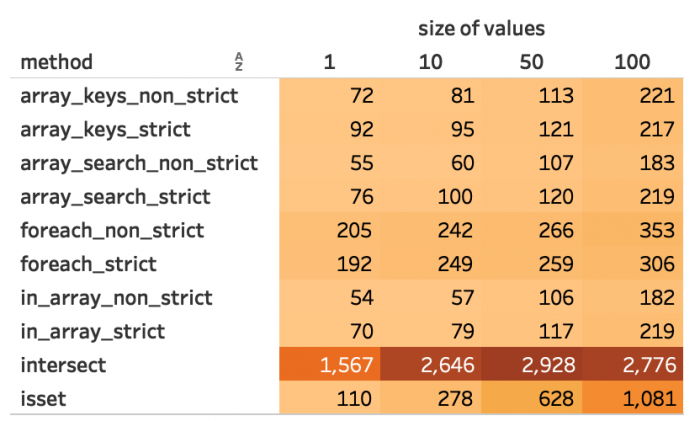 size of values
method A Z 1 10 50 100
array_keys_non_strict 72 81 113 221
array_keys_strict 92 95 121 217
array_search_non_strict 55 60 107 183
array_search_strict 76 100 120 219
foreach_non_strict 205 242 266 353
foreach_strict 192 249 259 306
in_array_non_strict 54 57 106 182
in_array_strict 70 79 117 219
intersect 1,567 2,646 2,928 2,776
isset 110 278 628 1,081